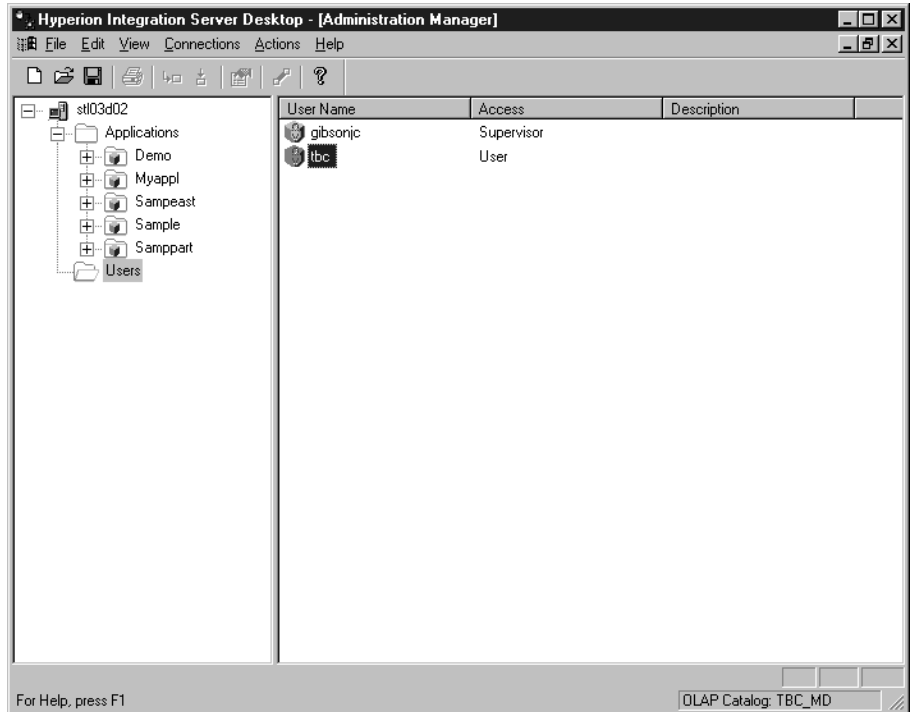 Hyperion Integration Server Desktop - [Administration Manager]
File Edit View Connections Actions Help
stl03d02
Applications
Demo
Myappl
Sampeast
Sample
Samppart
Users
User Name Access Description
gibsonjc Supervisor
tbc User
For Help, press F1
OLAP Catalog: TBC_MD